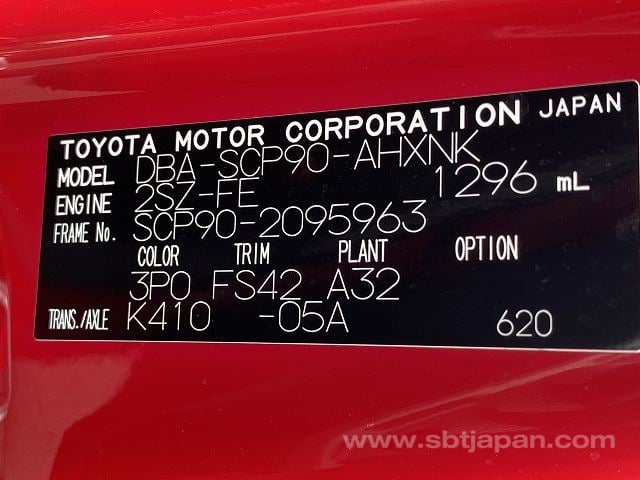 TOYOTA MOTOR CORPORATION JAPAN
MODEL DBA-SCP90-AHXNK
ENGINE 2SZ-FE 1296 mL
FRAME No. SCP90-2095963
COLOR TRIM PLANT OPTION
3P0 FS42 A32
TRANS./AXLE K410 -05A 620
www.sbtjapan.com